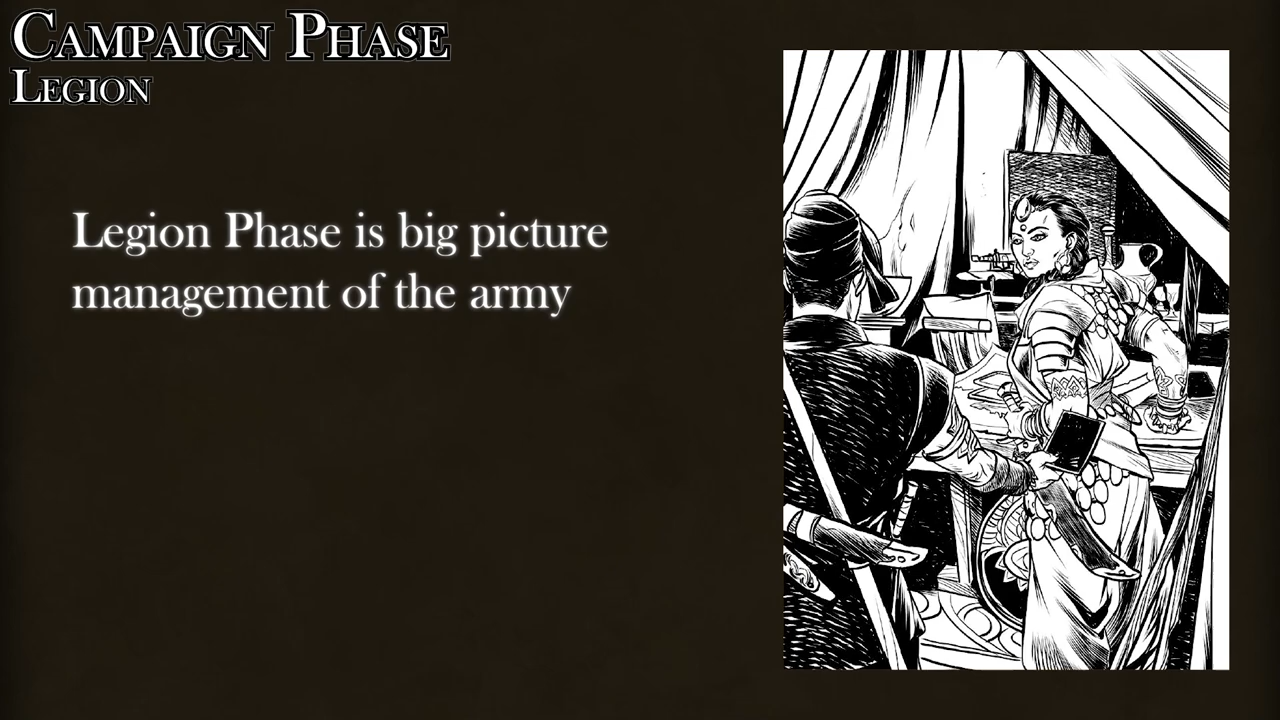 Campaign Phase
Legion
Legion Phase is big picture
management of the army